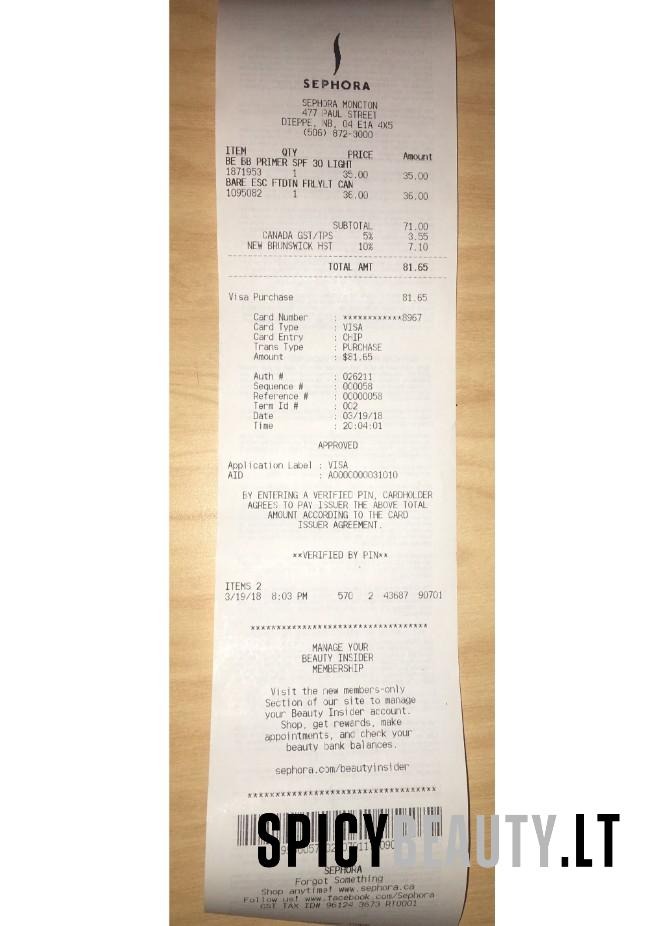 SEPHORA
SEPHORA MONCTON
477 PAUL STREET
DIEPPE, NB, 04 E1A 4X5
(506) 872-3000
ITEM QTY PRICE Amount
BE BB PRIMER SPF 30 LIGHT
1871953 1 35.00 35.00
BARE ESC FTDTN FRLYLT CAN
1095082 1 36.00 36.00
SUBTOTAL 71.00
CANADA GST/TPS 5% 3.55
NEW BRUNSWICK HST 10% 7.10
TOTAL AMT 81.65
Visa Purchase 81.65
Card Number : ************8967
Card Type : VISA
Card Entry : CHIP
Trans Type : PURCHASE
Amount : $81.65
Auth # : 026211
Sequence # : 000058
Reference # : 00000058
Term Id # : 002
Date : 03/19/18
Time : 20:04:01
APPROVED
Application Label : VISA
AID : A0000000031010
BY ENTERING A VERIFIED PIN, CARDHOLDER
AGREES TO PAY ISSUER THE ABOVE TOTAL
AMOUNT ACCORDING TO THE CARD
ISSUER AGREEMENT.
**VERIFIED BY PIN**
ITEMS 2
3/19/18 8:03 PM 570 2 43687 90701
*******************************
MANAGE YOUR
BEAUTY INSIDER
MEMBERSHIP
Visit the new members-only
Section of our site to manage
your Beauty Insider account.
Shop, get rewards, make
appointments, and check your
beauty bank balances.
sephora.com/beautyinsider
*******************************
SPICYBEAUTY.LT
SEPHORA
Forgot Something
Shop anytime! www.sephora.ca
Follow us! www.facebook.com/Sephora
GST TAX ID# 96124 3673 RT0001